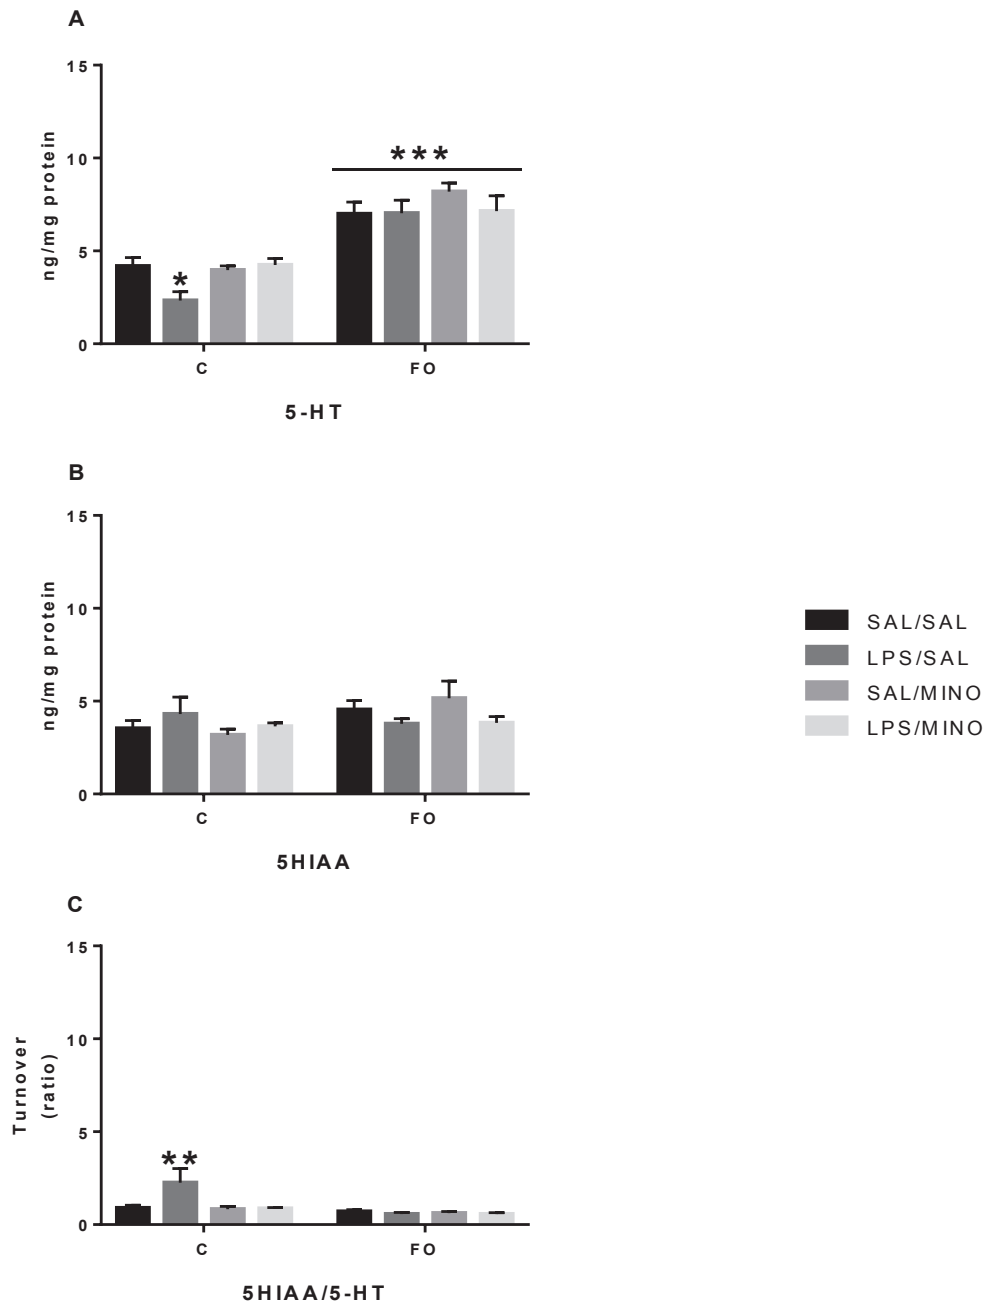 A
15
10
5
0
ng/mg protein
*
***
C FO
5-HT
B
15
10
5
0
ng/mg protein
C FO
5HIAA
SAL/SAL
LPS/SAL
SAL/MINO
LPS/MINO
C
15
10
5
0
Turnover
(ratio)
**
C FO
5HIAA/5-HT